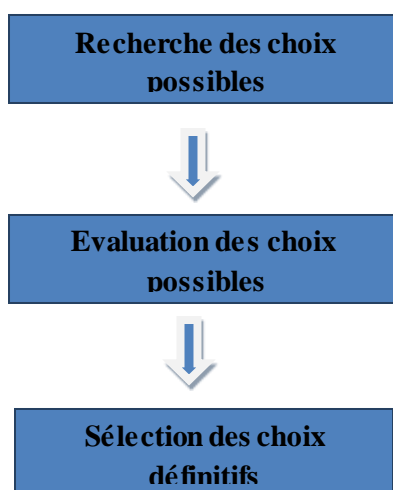 Recherche des choix
possibles
Evaluation des choix
possibles
Sélection des choix
définitifs